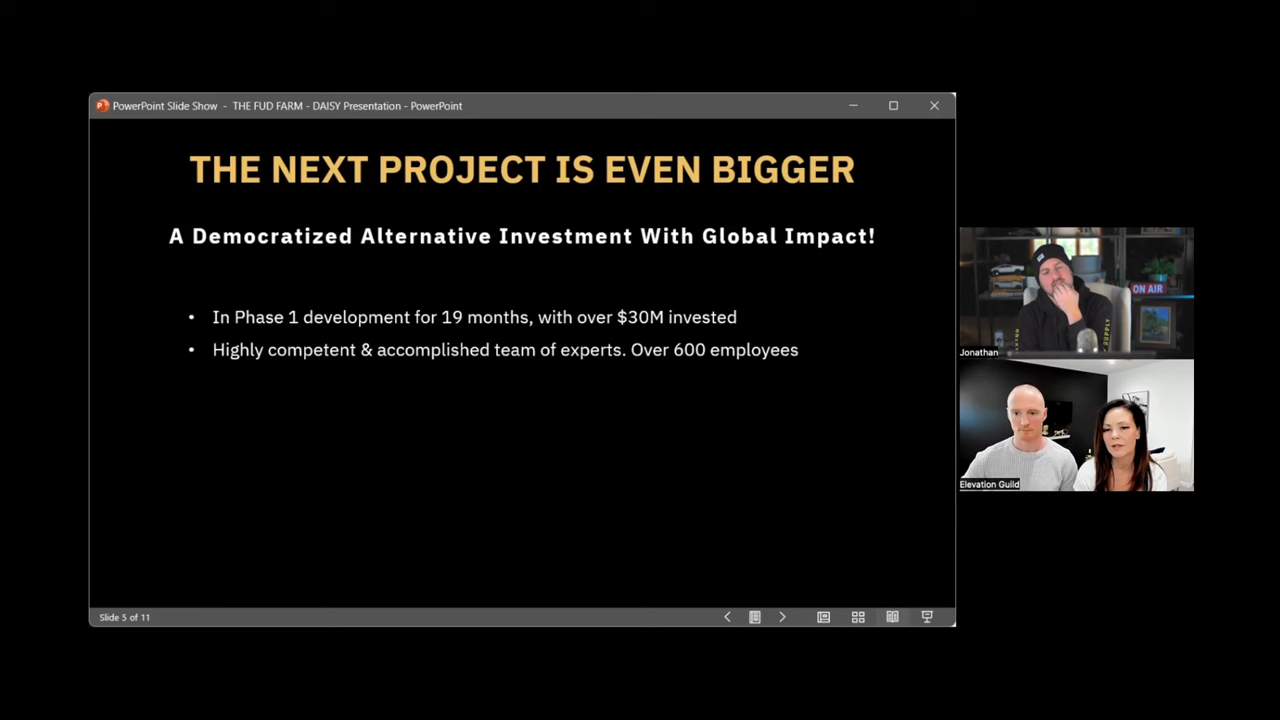 PowerPoint Slide Show - THE FUD FARM - DAISY Presentation - PowerPoint
THE NEXT PROJECT IS EVEN BIGGER
A Democratized Alternative Investment With Global Impact!
• In Phase 1 development for 19 months, with over $30M invested
• Highly competent & accomplished team of experts. Over 600 employees
Slide 5 of 11
ON AIR
Jonathan
Elevation Guild